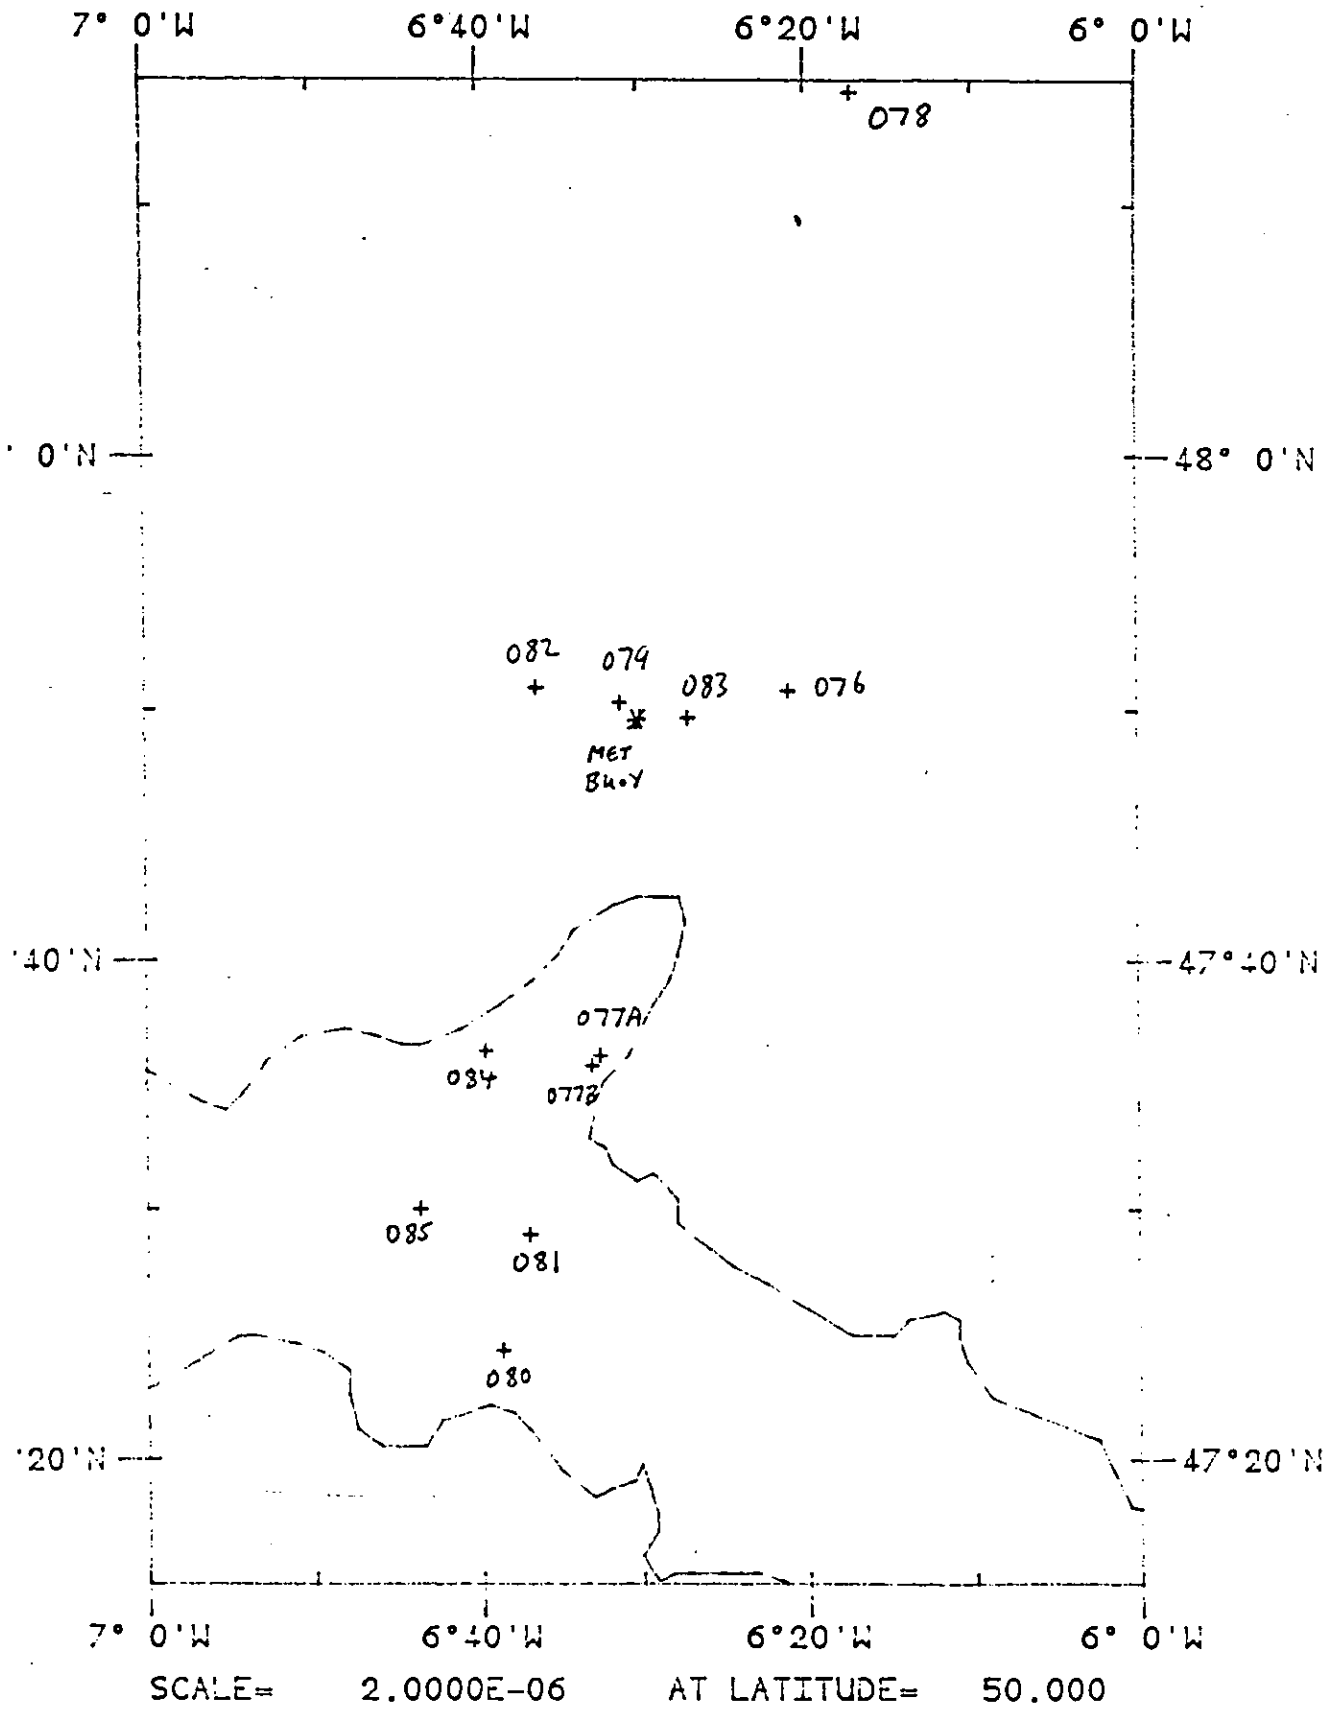 7° 0'W 6°40'W 6°20'W 6° 0'W
078
' 0'N 48° 0'N
082 079 083 076
MET
BUOY
'40'N 47°40'N
077A
084 077B
085 081
080
'20'N 47°20'N
7° 0'W 6°40'W 6°20'W 6° 0'W
SCALE= 2.0000E-06 AT LATITUDE= 50.000